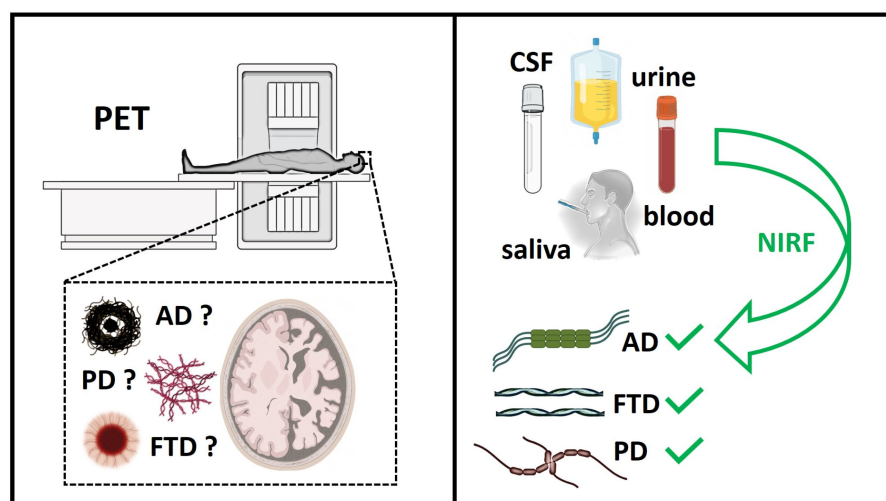 PET
AD ?
PD ?
FTD ?
CSF
urine
saliva
blood
NIRF
AD
FTD
PD